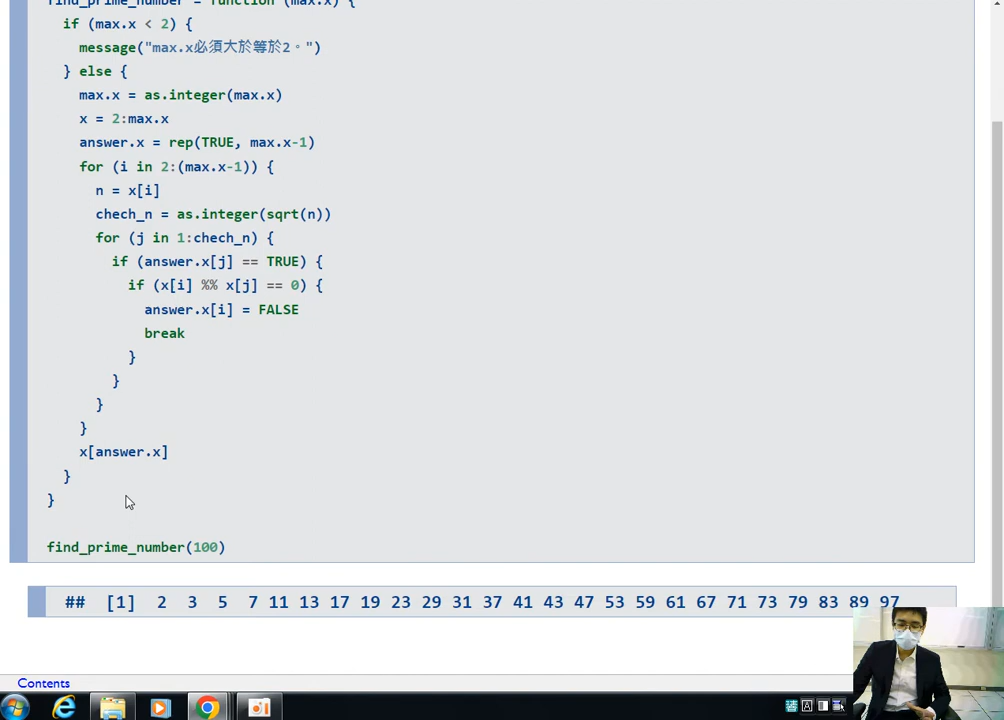 find_prime_number = function (max.x) {
if (max.x < 2) {
message("max.x必須大於等於2。")
} else {
max.x = as.integer(max.x)
x = 2:max.x
answer.x = rep(TRUE, max.x-1)
for (i in 2:(max.x-1)) {
n = x[i]
chech_n = as.integer(sqrt(n))
for (j in 1:chech_n) {
if (answer.x[j] == TRUE) {
if (x[i] %% x[j] == 0) {
answer.x[i] = FALSE
break
}
}
}
}
x[answer.x]
}
}
find_prime_number(100)
## [1] 2 3 5 7 11 13 17 19 23 29 31 37 41 43 47 53 59 61 67 71 73 79 83 89 97
Contents